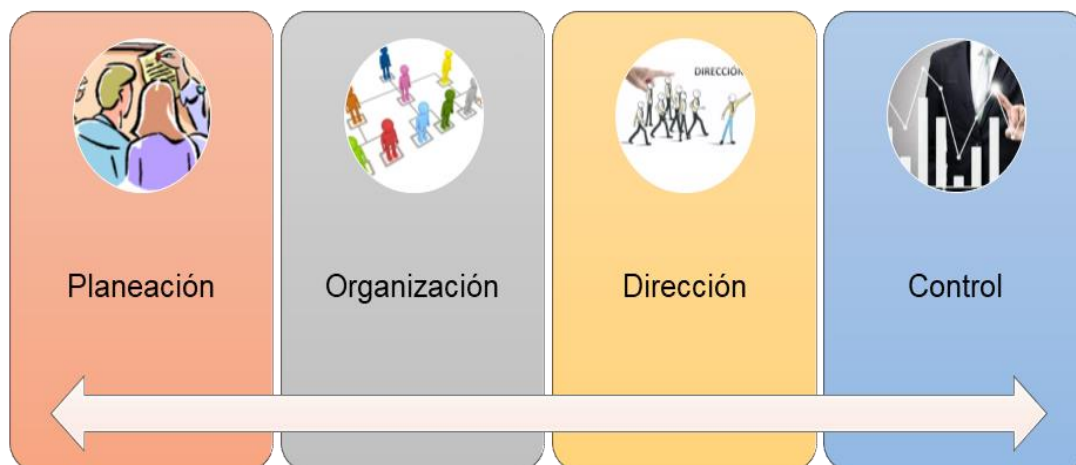 DIRECCIÓN
Planeación
Organización
Dirección
Control